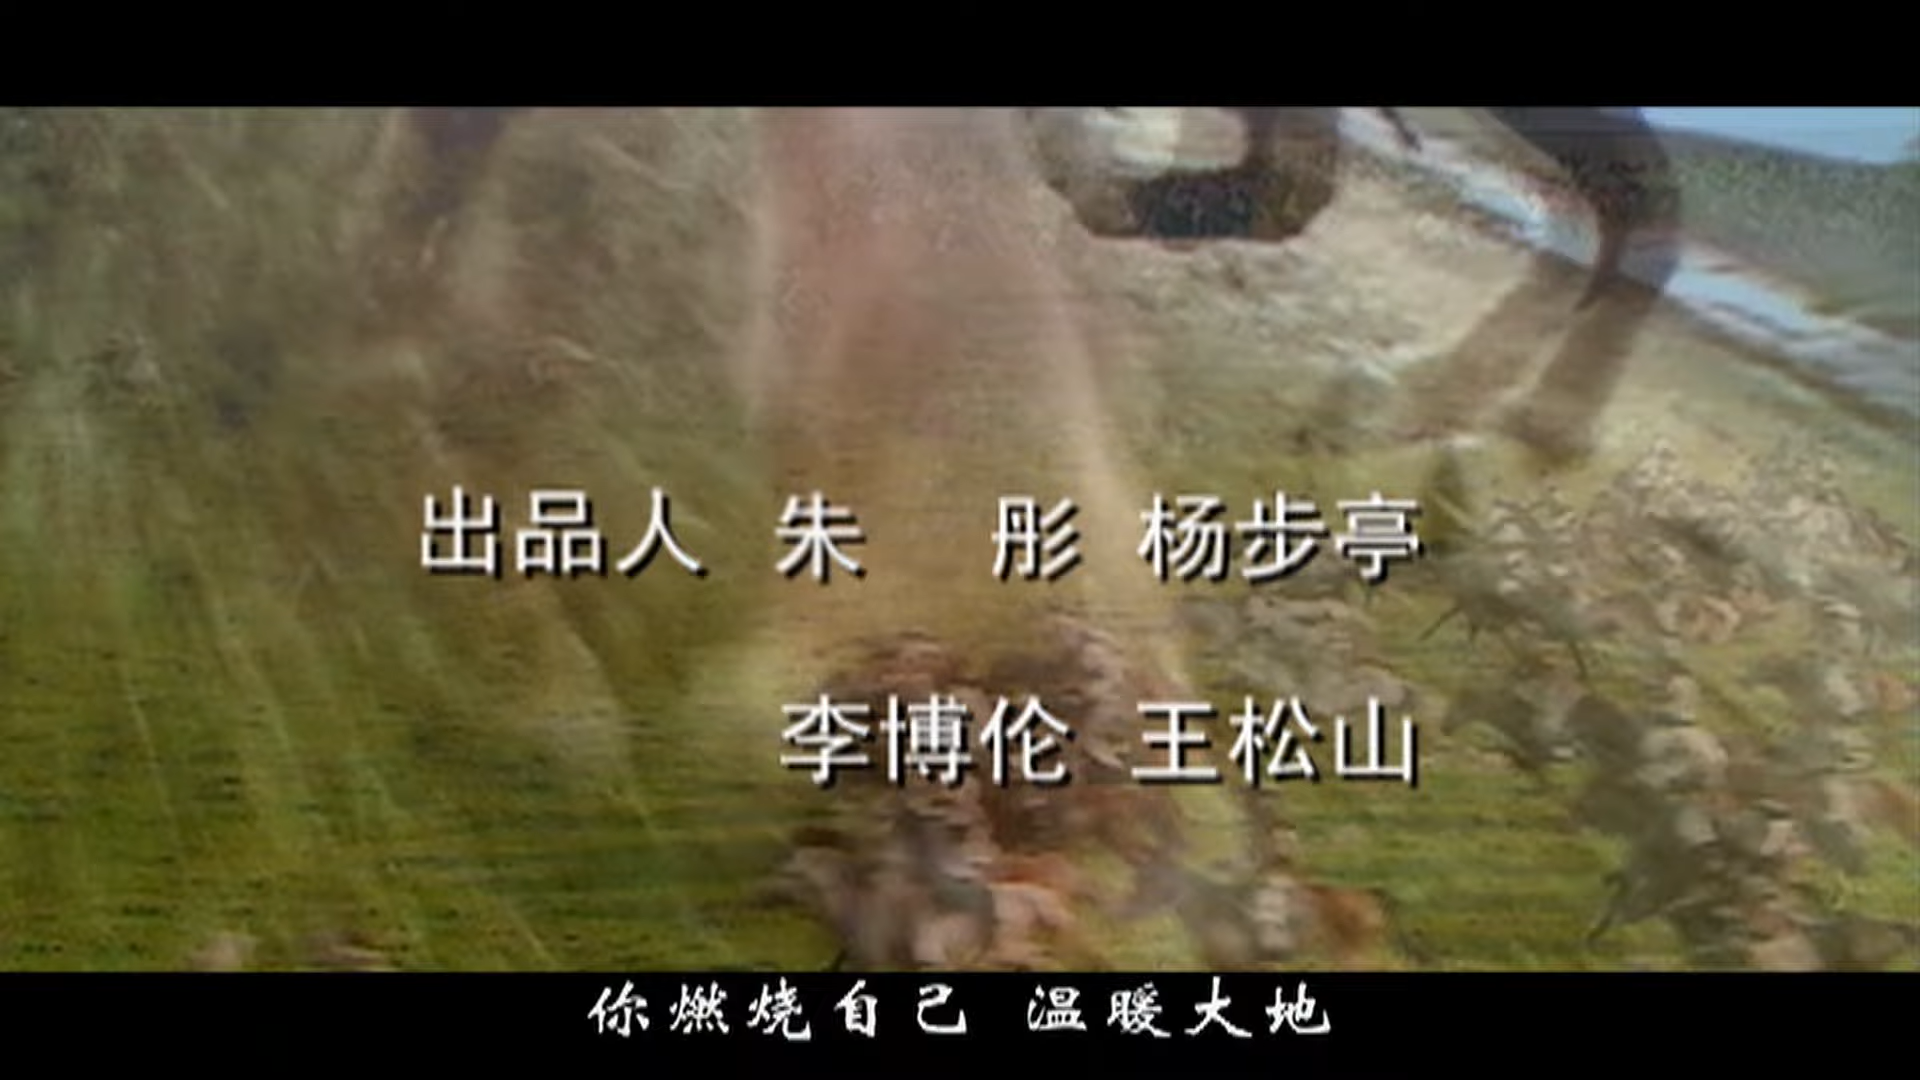 出品人 朱 彤 杨步亭
李博伦 王松山
你燃烧自己 温暖大地